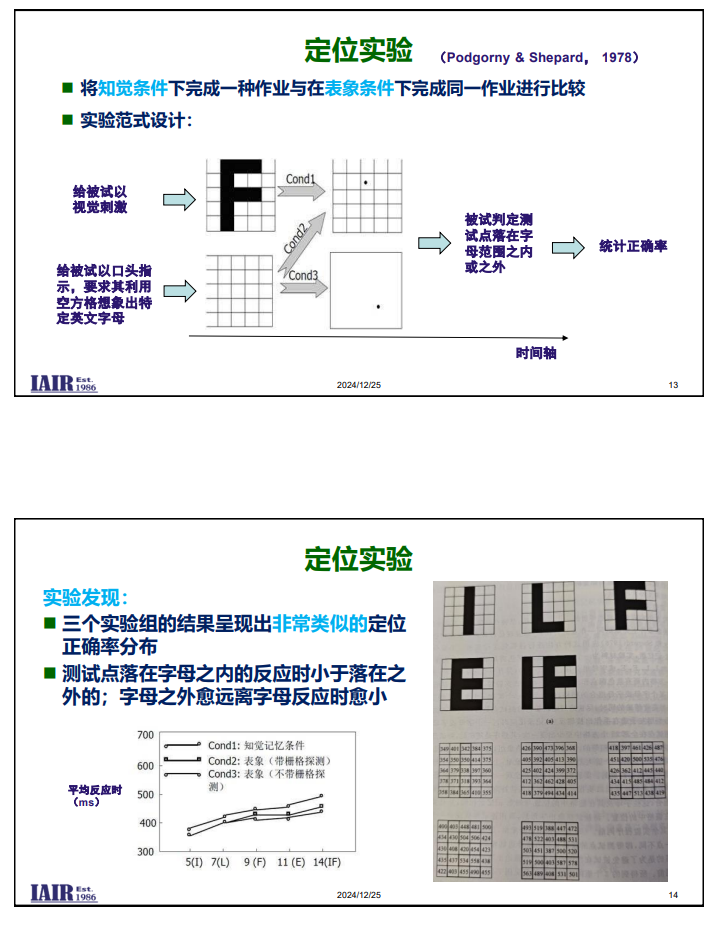 定位实验
(Podgorny & Shepard, 1978)
将知觉条件下完成一种作业与在表象条件下完成同一作业进行比较
实验范式设计：
给被试以
视觉刺激
Cond1
Cond2
给被试以口头指
示，要求其利用
空方格想象出特
定英文字母
Cond3
被试判定测
试点落在字
母范围之内
或之外
统计正确率
时间轴
IAIR Est. 1986
2024/12/25
13
定位实验
实验发现：
三个实验组的结果呈现出非常类似的定位
正确率分布
测试点落在字母之内的反应时小于落在之
外的；字母之外愈远离字母反应时愈小
平均反应时
（ms）
700
600
500
400
300
Cond1: 知觉记忆条件
Cond2: 表象（带栅格探测）
Cond3: 表象（不带栅格探
测）
5(I) 7(L) 9 (F) 11 (E) 14(IF)
(a)
IAIR Est. 1986
2024/12/25
14